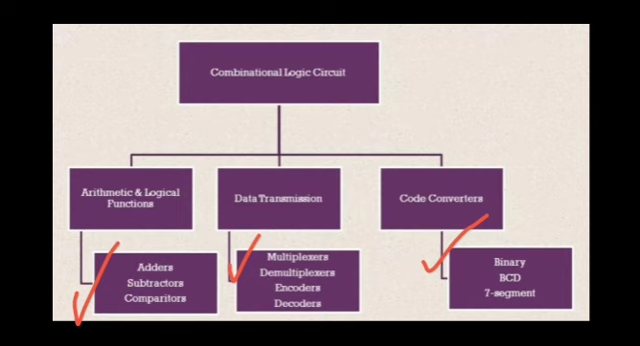 Combinational Logic Circuit
Arithmetic & Logical
Functions
Data Transmission
Code Converters
Adders
Subtractors
Comparitors
Multiplexers
Demultiplexers
Encoders
Decoders
Binary
BCD
7-segment